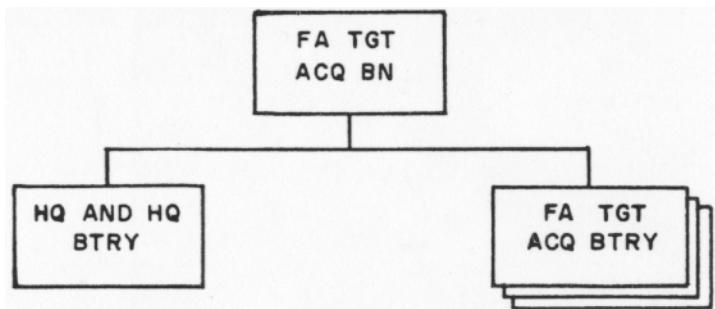 FA TGT
ACQ BN
HQ AND HQ
BTRY
FA TGT
ACQ BTRY